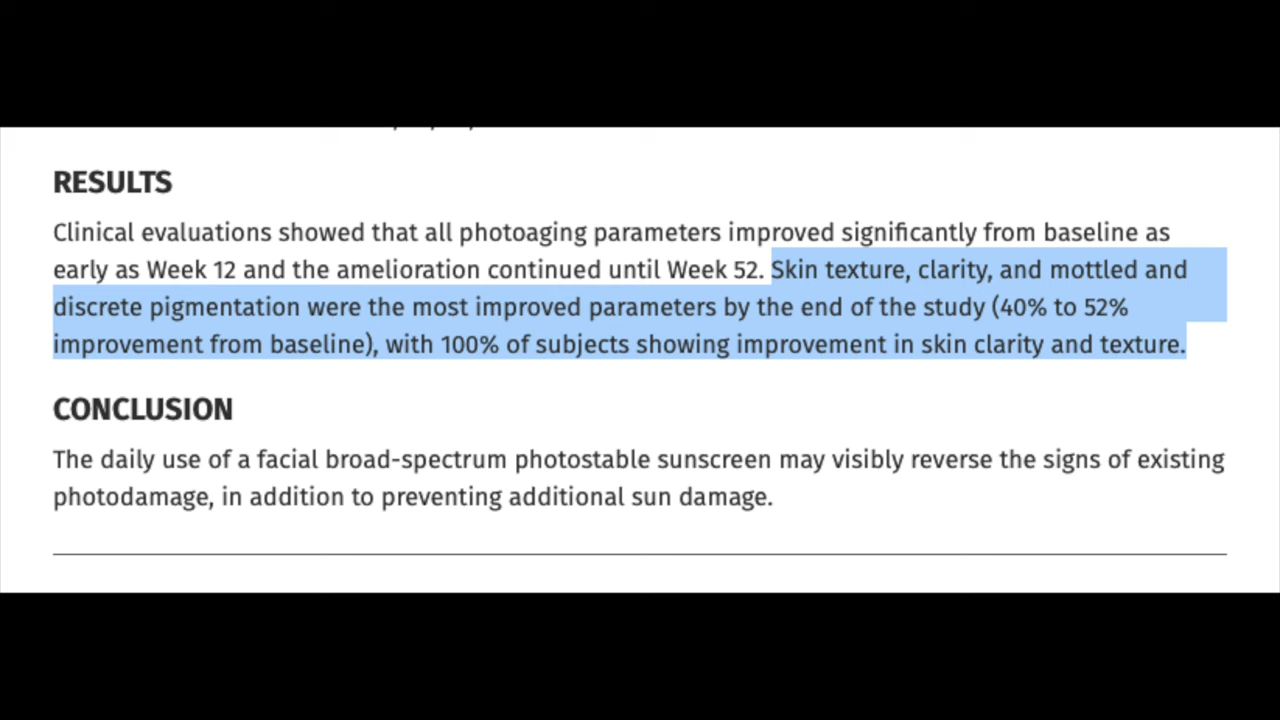 RESULTS
Clinical evaluations showed that all photoaging parameters improved significantly from baseline as
early as Week 12 and the amelioration continued until Week 52. Skin texture, clarity, and mottled and
discrete pigmentation were the most improved parameters by the end of the study (40% to 52%
improvement from baseline), with 100% of subjects showing improvement in skin clarity and texture.
CONCLUSION
The daily use of a facial broad-spectrum photostable sunscreen may visibly reverse the signs of existing
photodamage, in addition to preventing additional sun damage.